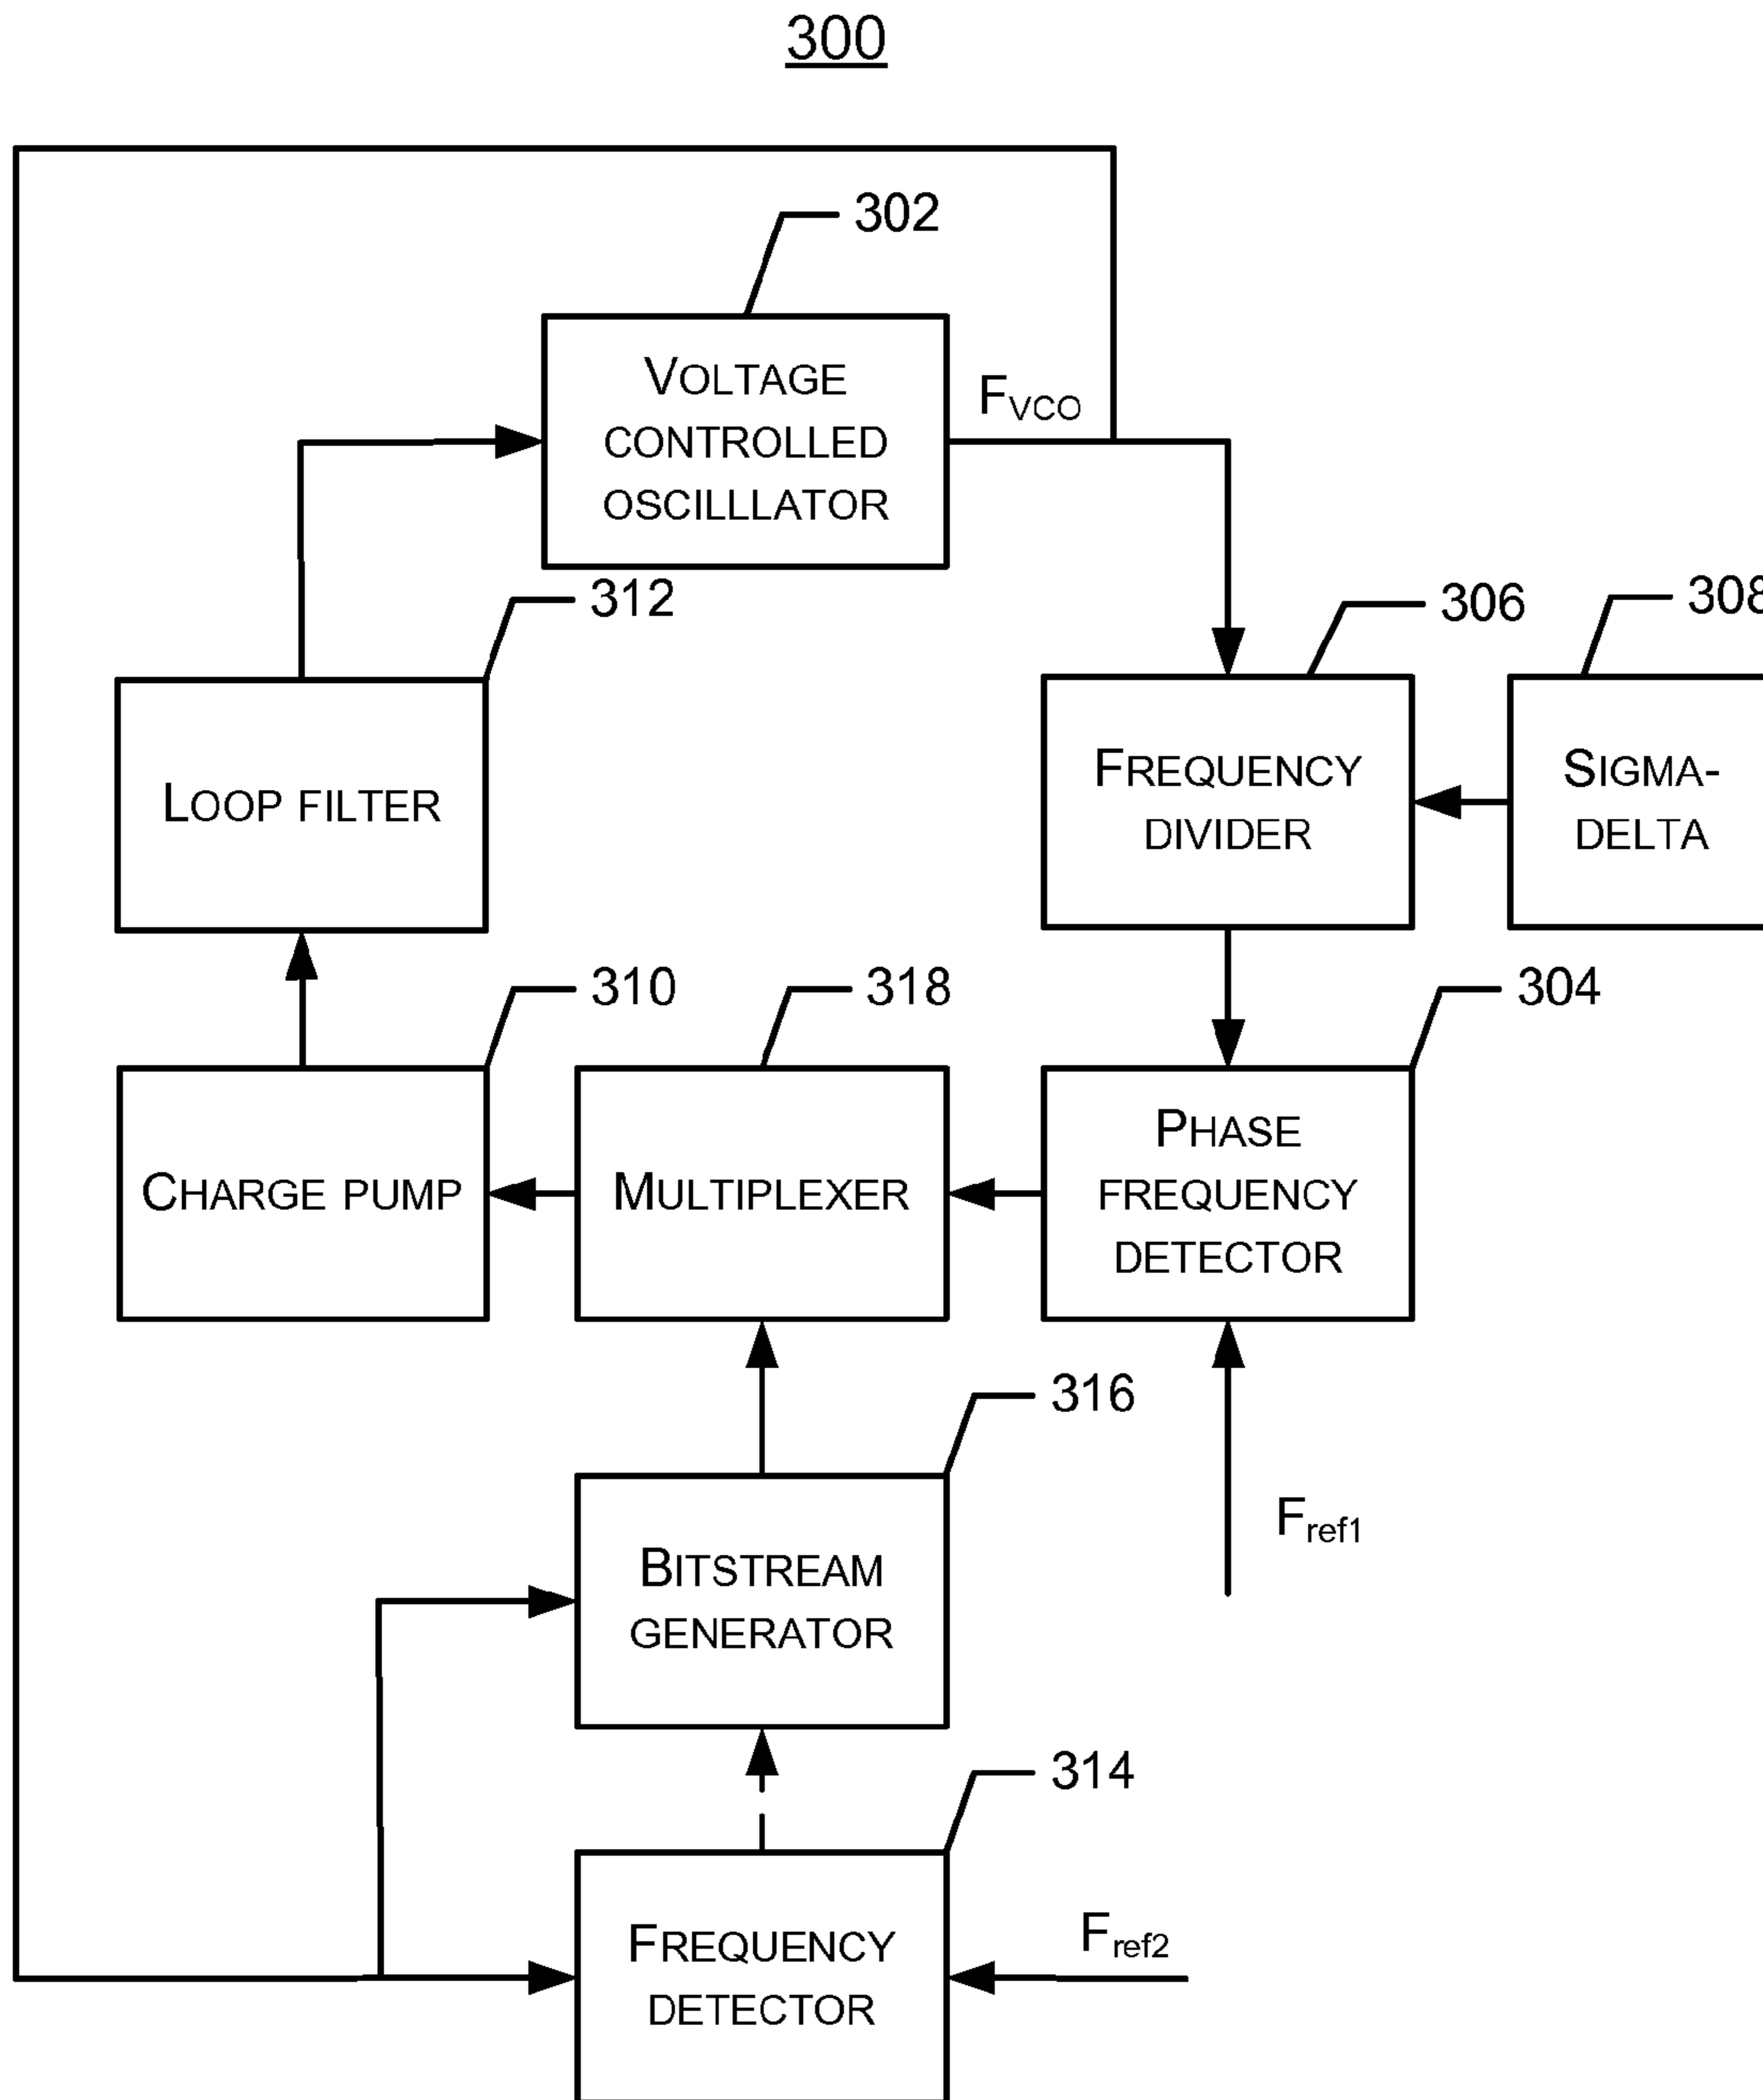 300
302
VOLTAGE
CONTROLLED
OSCILLLATOR
FVCO
312
306
308
LOOP FILTER
FREQUENCY
DIVIDER
SIGMA-
DELTA
310
318
304
CHARGE PUMP
MULTIPLEXER
PHASE
FREQUENCY
DETECTOR
316
Fref1
BITSTREAM
GENERATOR
314
FREQUENCY
DETECTOR
Fref2